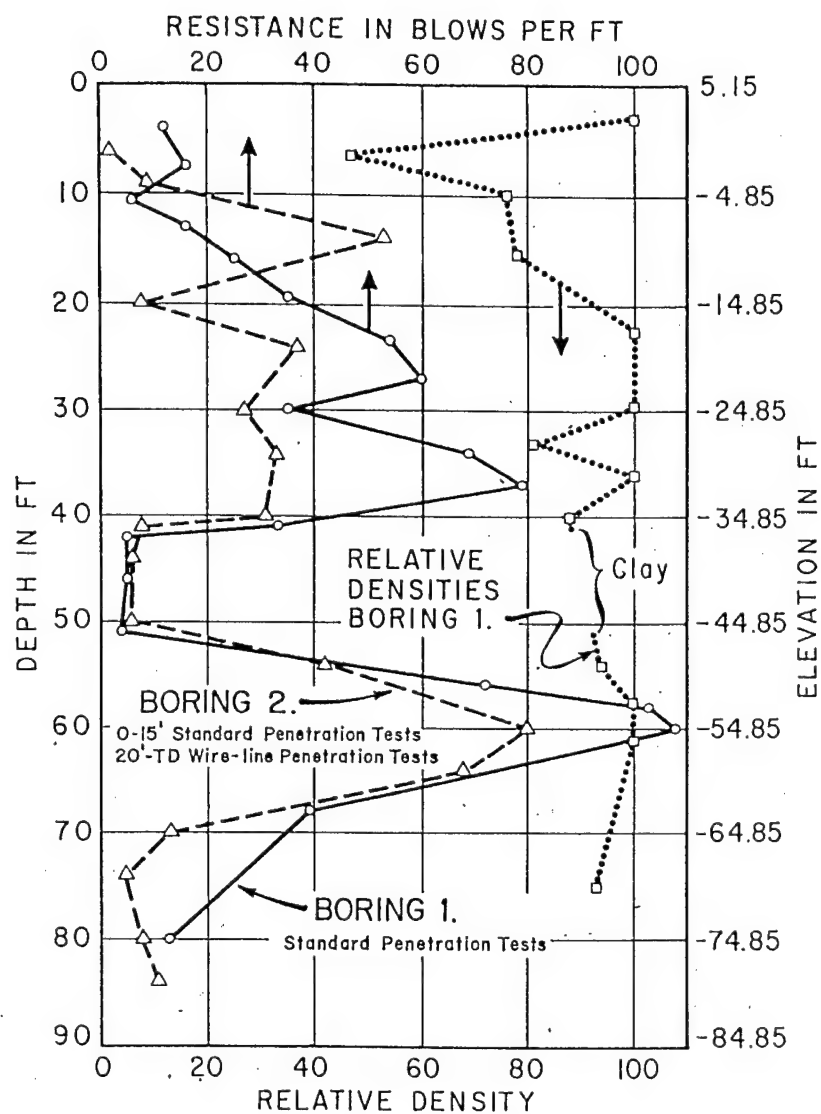 RESISTANCE IN BLOWS PER FT
0 20 40 60 80 100
0 5.15
10 -4.85
20 -14.85
30 -24.85
40 -34.85
50 -44.85
60 -54.85
70 -64.85
80 -74.85
90 -84.85
DEPTH IN FT
ELEVATION IN FT
RELATIVE
DENSITIES
BORING 1.
Clay
BORING 2.
0-15' Standard Penetration Tests
20'-TD Wire-line Penetration Tests
BORING 1.
Standard Penetration Tests
0 20 40 60 80 100
RELATIVE DENSITY